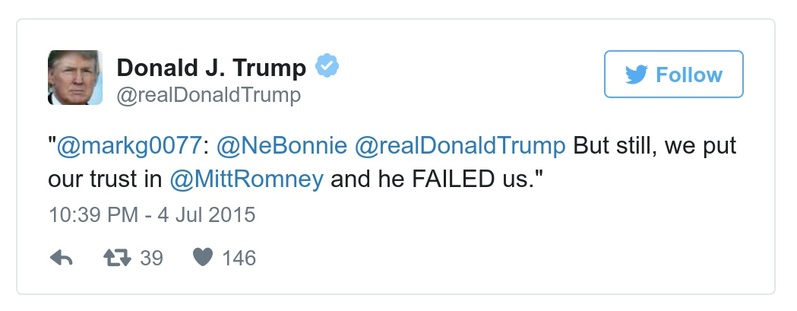 Donald J. Trump
@realDonaldTrump
Follow
"@markg0077: @NeBonnie @realDonaldTrump But still, we put
our trust in @MittRomney and he FAILED us."
10:39 PM - 4 Jul 2015
39 146